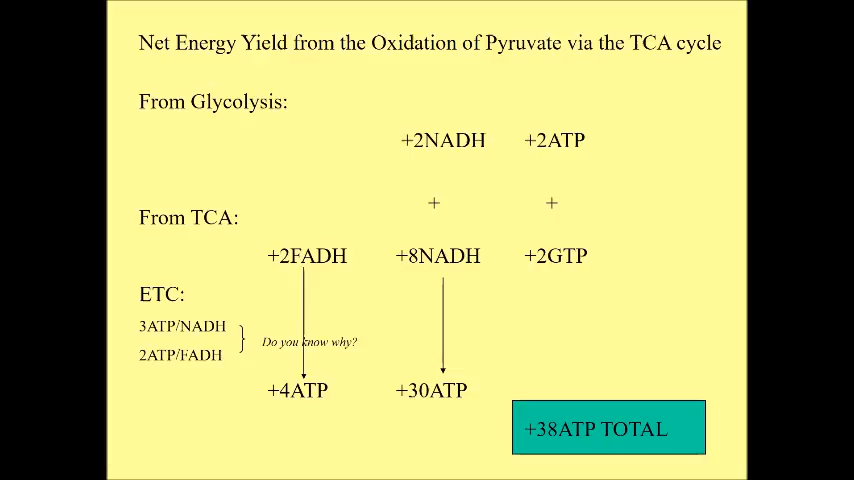 Net Energy Yield from the Oxidation of Pyruvate via the TCA cycle
From Glycolysis:
+2NADH +2ATP
+ +
From TCA:
+2FADH +8NADH +2GTP
ETC:
3ATP/NADH
2ATP/FADH
Do you know why?
+4ATP +30ATP
+38ATP TOTAL